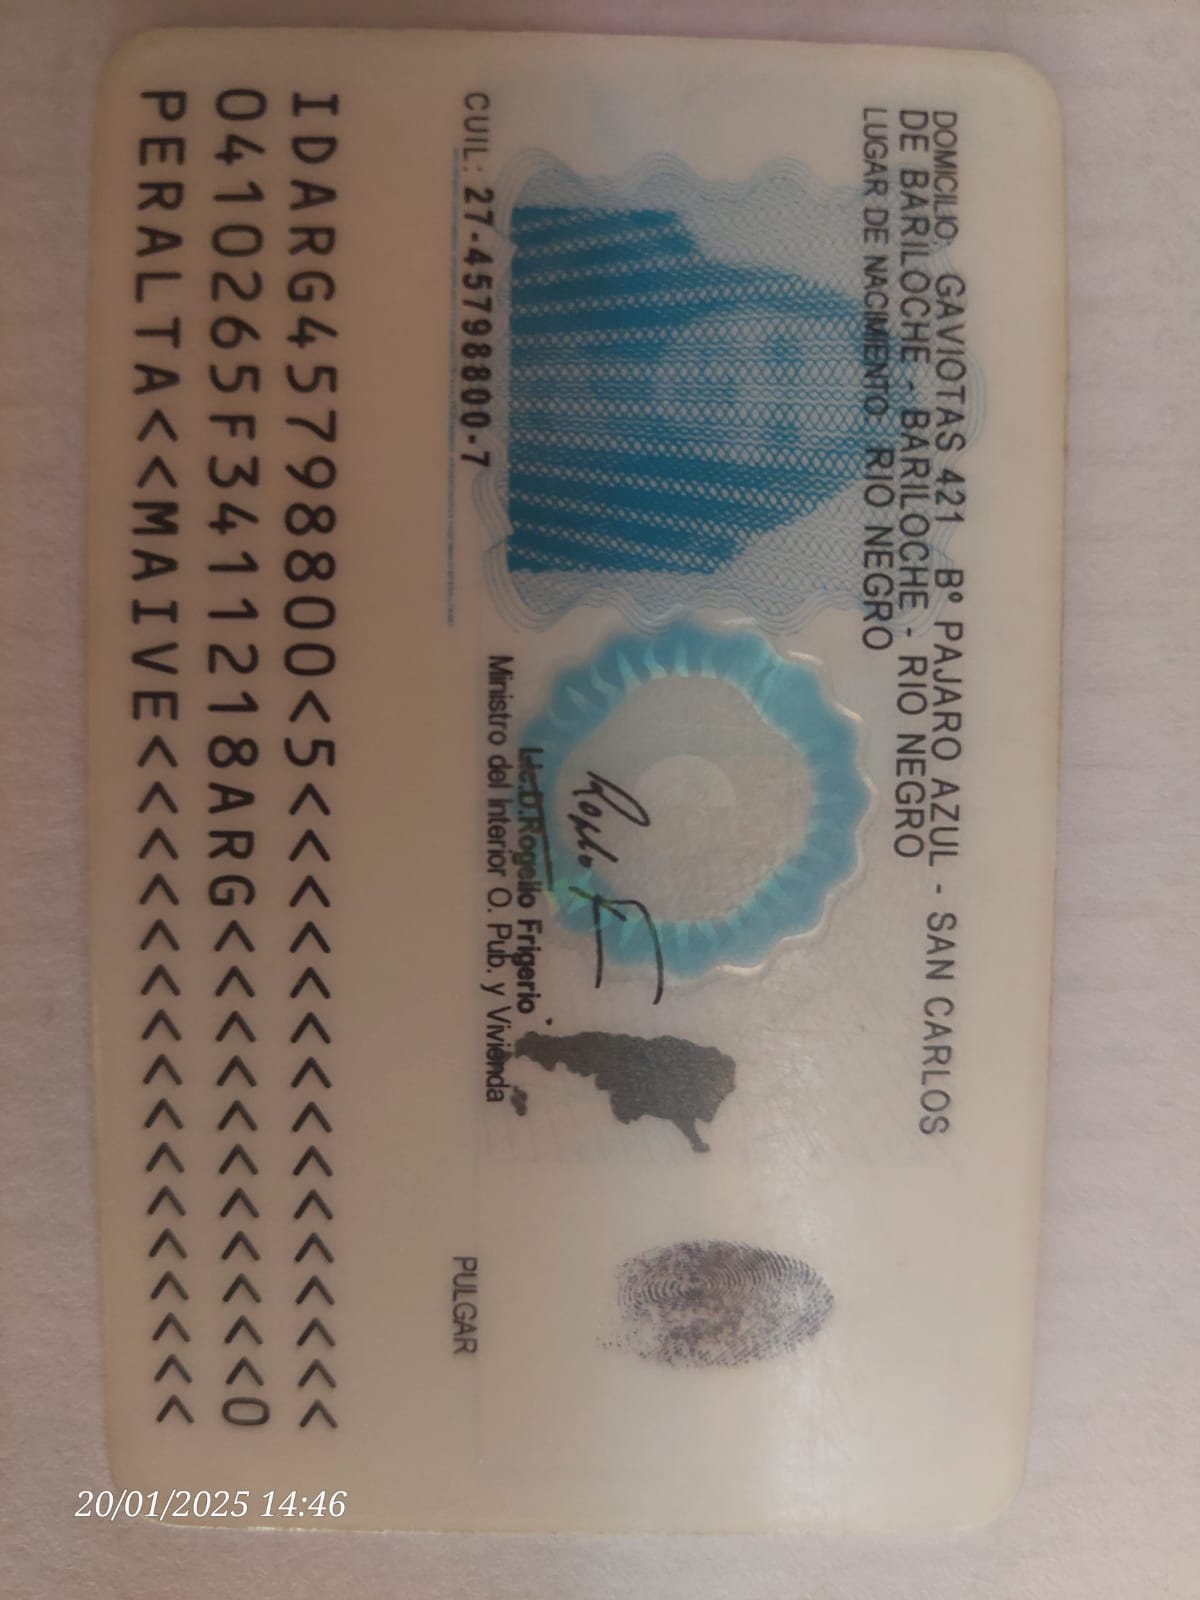 DOMICILIO: GAVIOTAS 421 Bº PAJARO AZUL - SAN CARLOS
DE BARILOCHE - BARILOCHE - RIO NEGRO
LUGAR DE NACIMIENTO: RIO NEGRO
Lic. D. Rogelio Frigerio
Ministro del Interior O. Pub. y Vivienda
CUIL: 27-45798800-7
PULGAR
IDARG45798800<5<<<<<<<<<<<<<<<
0410265F3411218ARG<<<<<<<<<<<0
PERALTA<<MAIVE<<<<<<<<<<<<<<<<
20/01/2025 14:46